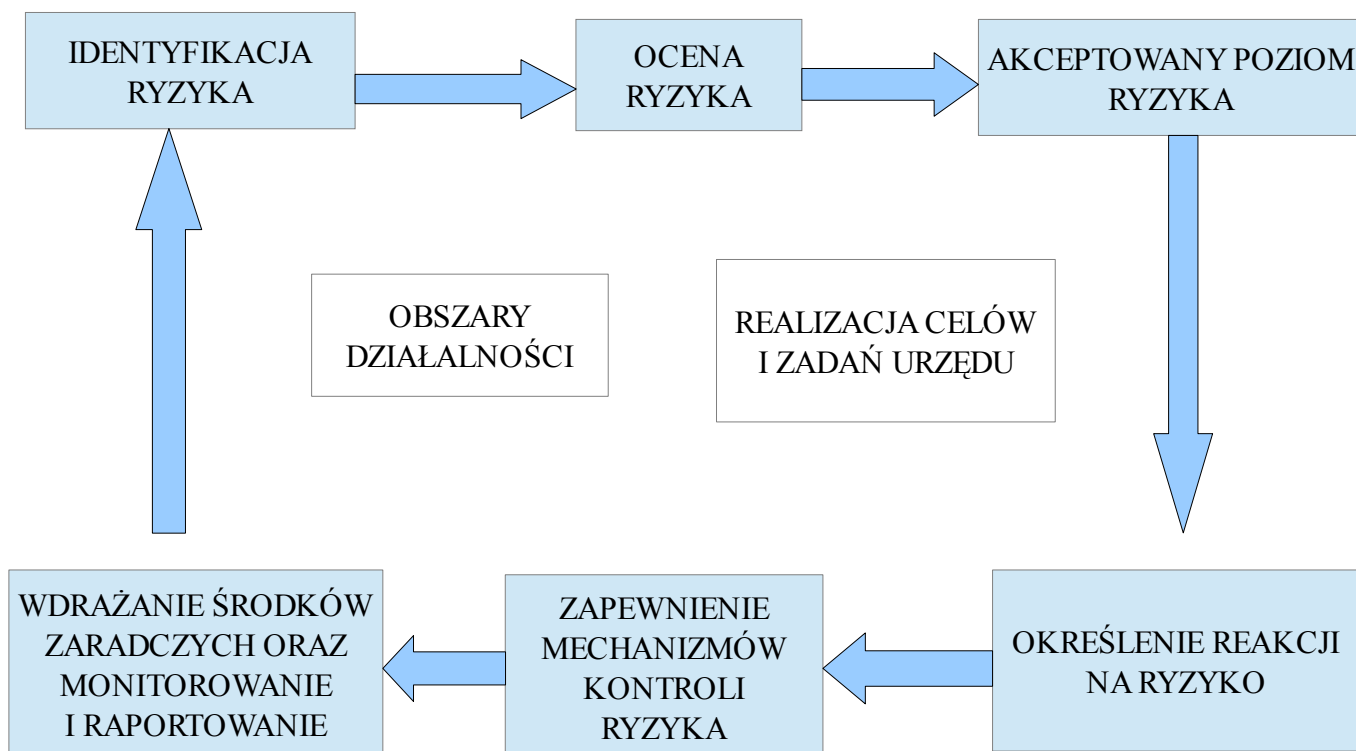 IDENTYFIKACJA
RYZYKA
OCENA
RYZYKA
AKCEPTOWANY POZIOM
RYZYKA
OBSZARY
DZIAŁALNOŚCI
REALIZACJA CELÓW
I ZADAŃ URZĘDU
WDRAŻANIE ŚRODKÓW
ZARADCZYCH ORAZ
MONITOROWANIE
I RAPORTOWANIE
ZAPEWNIENIE
MECHANIZMÓW
KONTROLI
RYZYKA
OKREŚLENIE REAKCJI
NA RYZYKO